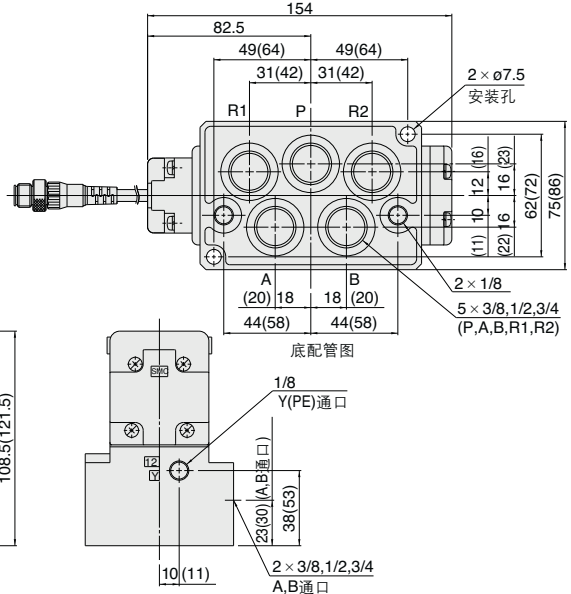 154
82.5
49(64)
49(64)
31(42)
31(42)
2×ø7.5
安装孔
R1
P
R2
(16)
(23)
12
16
10
16
(11)
(22)
62(72)
75(86)
A
B
(20)
18
18
(20)
44(58)
44(58)
2×1/8
5×3/8,1/2,3/4
(P,A,B,R1,R2)
底配管图
108.5(121.5)
SMC
1/8
Y(PE)通口
12
Y
23(30)(A,B通口)
38(53)
10(11)
2×3/8,1/2,3/4
A,B通口